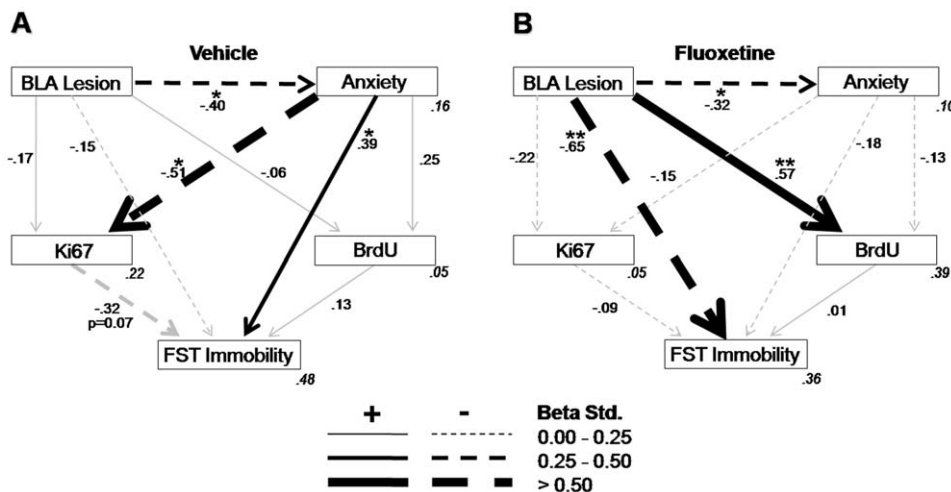 A
Vehicle
BLA Lesion
Anxiety
*
-.40
.16
-.17
-.15
*
-.51
-.06
*
.39
.25
Ki67
.22
BrdU
.05
-.32
p=0.07
.13
FST Immobility
.48
B
Fluoxetine
BLA Lesion
Anxiety
*
-.32
.10
-.22
**
-.65
-.15
**
.57
-.18
-.13
Ki67
.05
BrdU
.39
-.09
.01
FST Immobility
.36
+ - Beta Std.
0.00 - 0.25
0.25 - 0.50
> 0.50